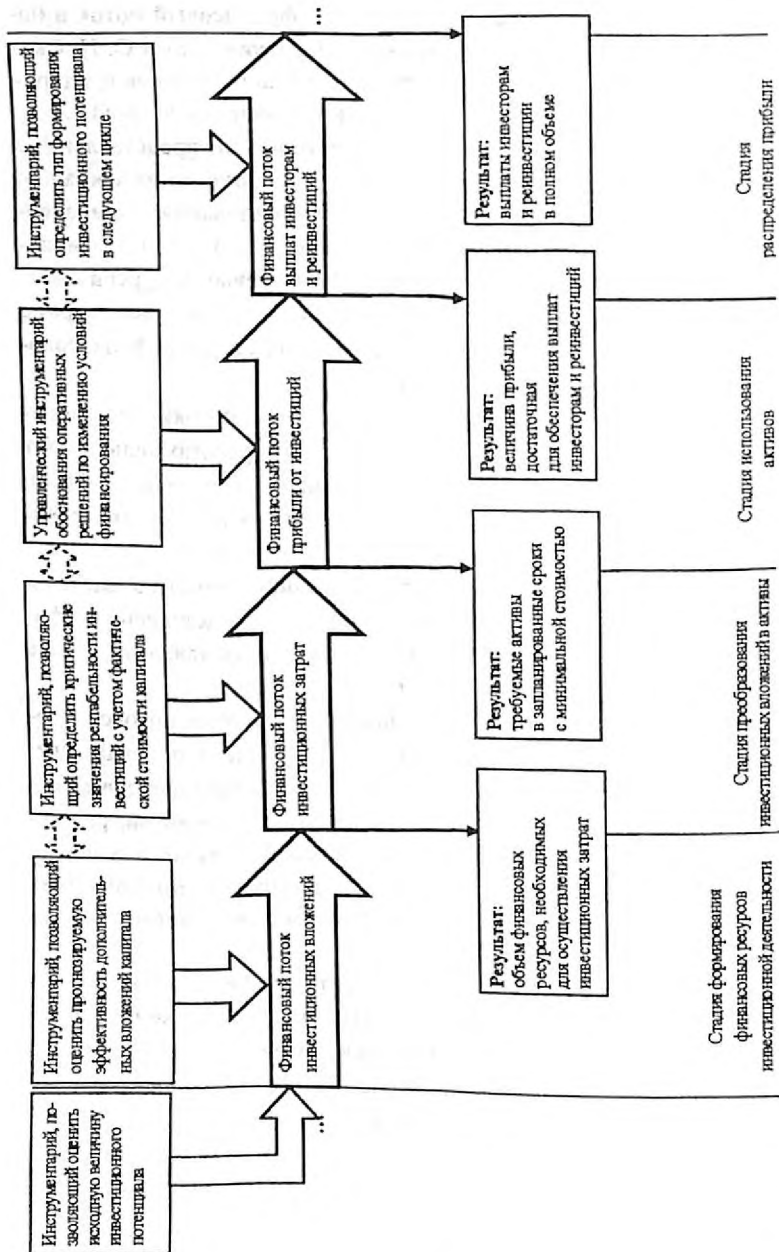 Инструментарий, по-
зволяющий оценить
исходную величину
инвестиционного
потенциала
Инструментарий, позволяющий
оценить прогнозируемую
эффективность дополнитель-
ных вложений капитала
Инструментарий, позволяю-
щий определить критические
значения рентабельности ин-
вестиций с учетом фактиче-
ской стоимости капитала
Управленческий инструментарий
обоснования оперативных
решений по изменению условий
финансирования
Инструментарий, позволяющий
определить тип формирования
инвестиционного потенциала
в следующем цикле
...
Финансовый поток
инвестиционных вложений
Финансовый поток
инвестиционных затрат
Финансовый поток
прибыли от инвестиций
Финансовый поток
выплат инвесторам
и реинвестиций
...
Результат:
объем финансовых
ресурсов, необходимых
для осуществления
инвестиционных затрат
Результат:
требуемые активы
в запланированные сроки
с минимальной стоимостью
Результат:
величина прибыли,
достаточная
для обеспечения выплат
инвесторам и реинвестиций
Результат:
выплаты инвесторам
и реинвестиции
в полном объеме
Стадия формирования
финансовых ресурсов
инвестиционной деятельности
Стадия преобразования
инвестиционных вложений в активы
Стадия использования
активов
Стадия
распределения прибыли